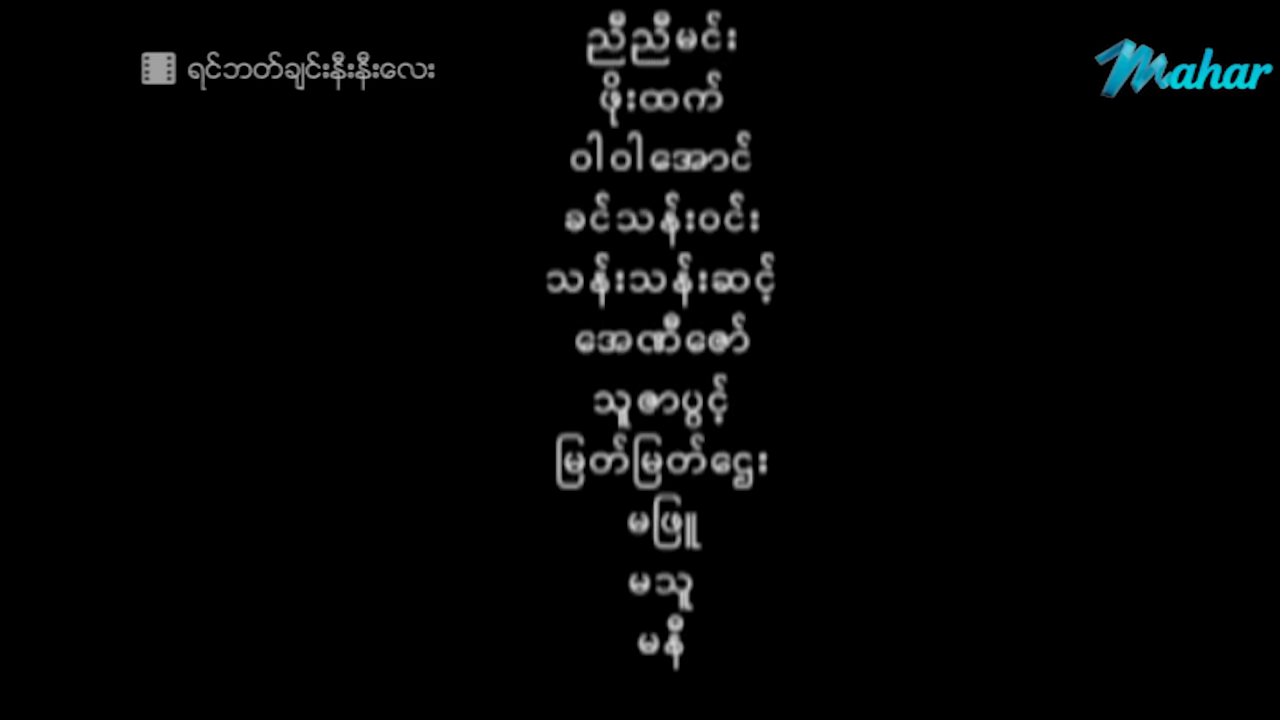 ညီညီမင်း
ရင်ဘတ်ချင်းနီးနီးလေး
Mahar
ဖိုးထက်
ဝါဝါအောင်
ခင်သန်းဝင်း
သန်းသန်းဆင့်
အေဏီဇော်
သူဇာပွင့်
မြတ်မြတ်ဌေး
မဖြူ
မသူ
မနီ